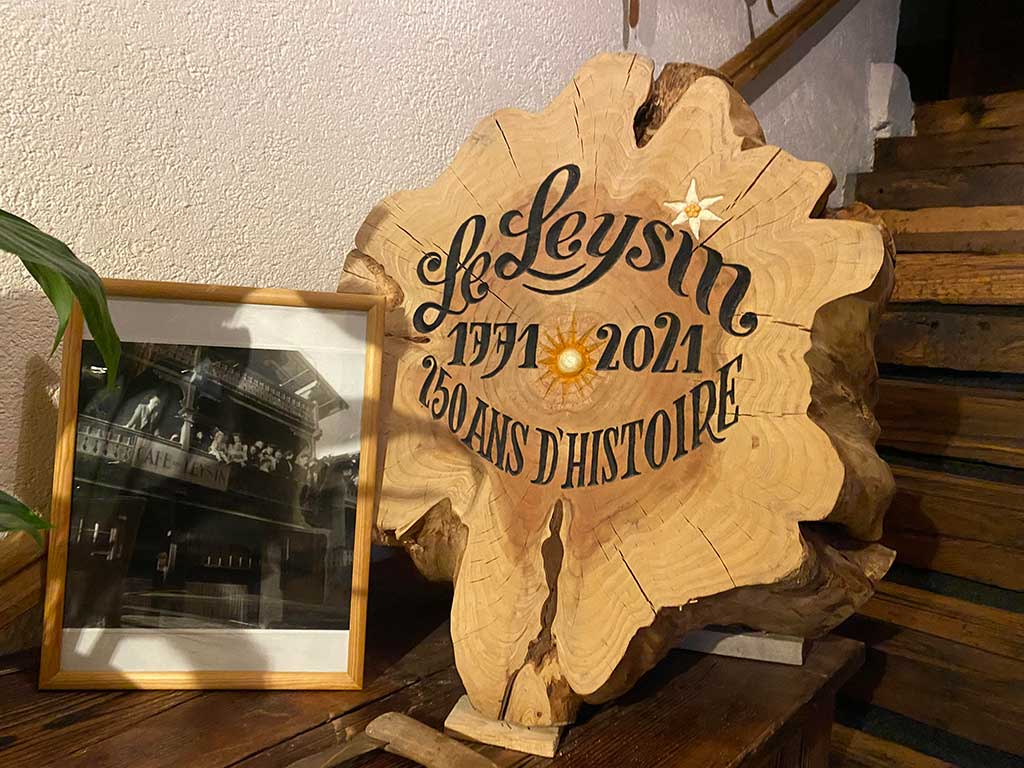 CAFE LEYSIN
Le Leysin
1771 2021
250 ANS D'HISTOIRE